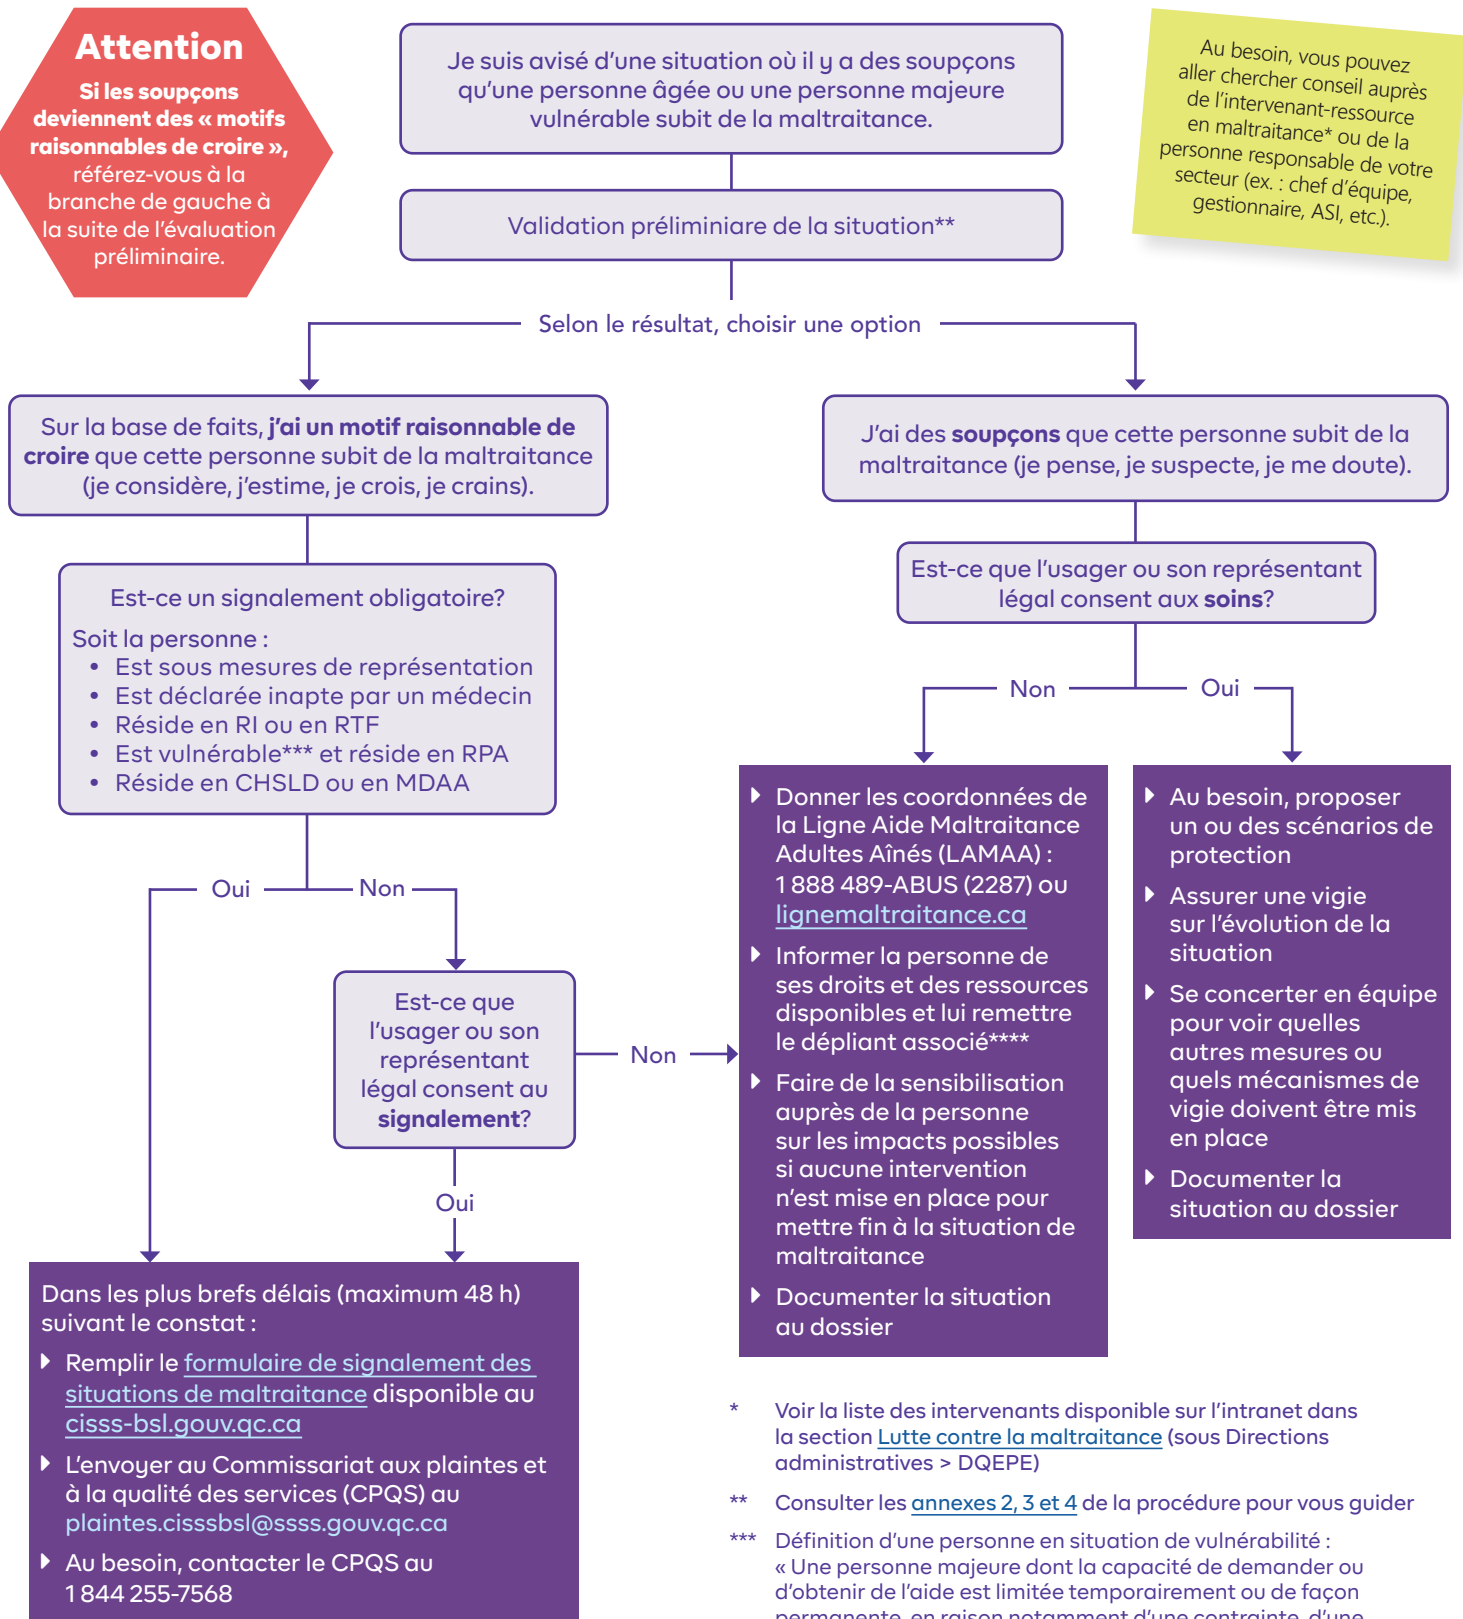 Attention
Si les soupçons
deviennent des « motifs
raisonnables de croire »,
référez-vous à la
branche de gauche à
la suite de l'évaluation
préliminaire.
Je suis avisé d'une situation où il y a des soupçons
qu'une personne âgée ou une personne majeure
vulnérable subit de la maltraitance.
Au besoin, vous pouvez
aller chercher conseil auprès
de l'intervenant-ressource
en maltraitance* ou de la
personne responsable de votre
secteur (ex. : chef d'équipe,
gestionnaire, ASI, etc.).
Validation préliminiare de la situation**
Selon le résultat, choisir une option
Sur la base de faits, j'ai un motif raisonnable de
croire que cette personne subit de la maltraitance
(je considère, j'estime, je crois, je crains).
J'ai des soupçons que cette personne subit de la
maltraitance (je pense, je suspecte, je me doute).
Est-ce un signalement obligatoire?
Soit la personne :
• Est sous mesures de représentation
• Est déclarée inapte par un médecin
• Réside en RI ou en RTF
• Est vulnérable*** et réside en RPA
• Réside en CHSLD ou en MDAA
Est-ce que l'usager ou son représentant
légal consent aux soins?
Non
Oui
Oui
Non
Est-ce que
l'usager ou son
représentant
légal consent au
signalement?
Non
Oui
Donner les coordonnées de
la Ligne Aide Maltraitance
Adultes Aînés (LAMAA) :
1 888 489-ABUS (2287) ou
lignemaltraitance.ca
Informer la personne de
ses droits et des ressources
disponibles et lui remettre
le dépliant associé****
Faire de la sensibilisation
auprès de la personne
sur les impacts possibles
si aucune intervention
n'est mise en place pour
mettre fin à la situation de
maltraitance
Documenter la situation
au dossier
Au besoin, proposer
un ou des scénarios de
protection
Assurer une vigie
sur l'évolution de la
situation
Se concerter en équipe
pour voir quelles
autres mesures ou
quels mécanismes de
vigie doivent être mis
en place
Documenter la
situation au dossier
Dans les plus brefs délais (maximum 48 h)
suivant le constat :
Remplir le formulaire de signalement des
situations de maltraitance disponible au
cisss-bsl.gouv.qc.ca
L'envoyer au Commissariat aux plaintes et
à la qualité des services (CPQS) au
plaintes.cisssbsl@ssss.gouv.qc.ca
Au besoin, contacter le CPQS au
1 844 255-7568
* Voir la liste des intervenants disponible sur l'intranet dans
la section Lutte contre la maltraitance (sous Directions
administratives > DQEPE)
** Consulter les annexes 2, 3 et 4 de la procédure pour vous guider
*** Définition d'une personne en situation de vulnérabilité :
« Une personne majeure dont la capacité de demander ou
d'obtenir de l'aide est limitée temporairement ou de façon
permanente, en raison notamment d'une contrainte, d'une